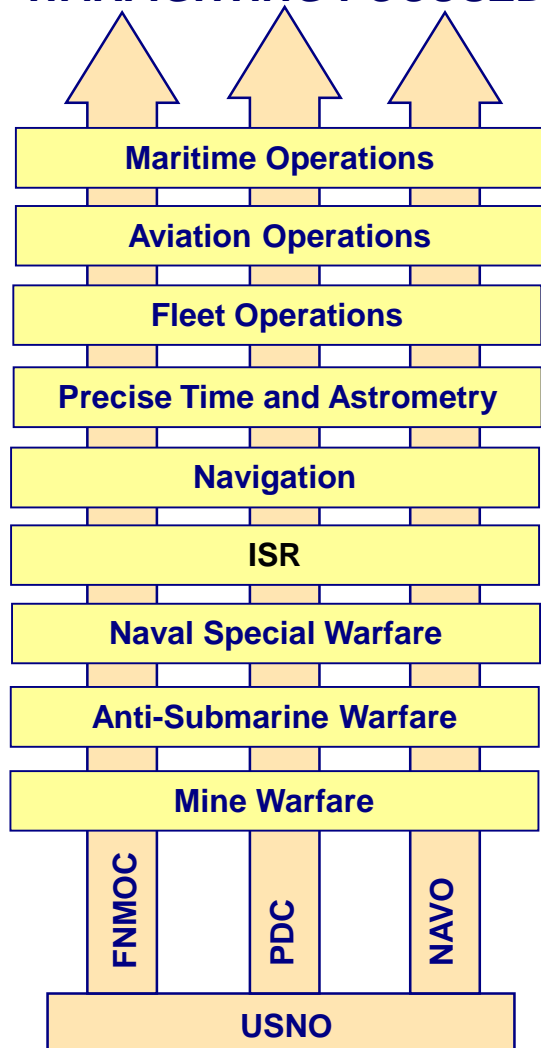 Maritime Operations
Aviation Operations
Fleet Operations
Precise Time and Astrometry
Navigation
ISR
Naval Special Warfare
Anti-Submarine Warfare
Mine Warfare
FNMOC
PDC
NAVO
USNO